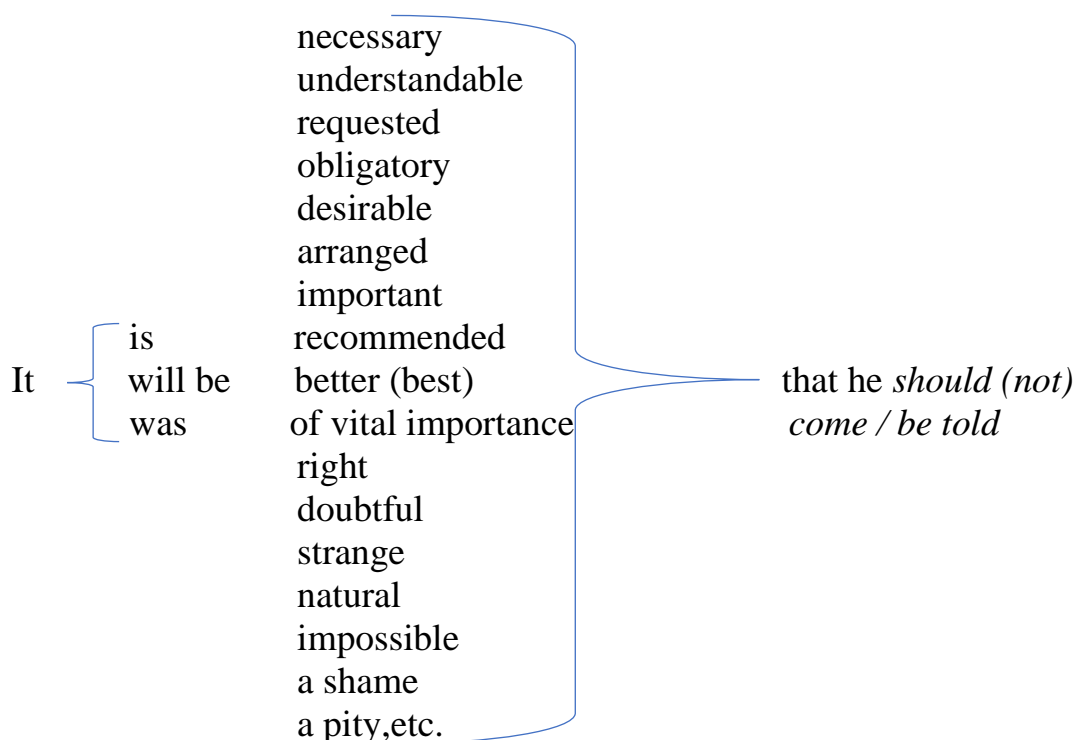 necessary
understandable
requested
obligatory
desirable
arranged
important
is recommended
It will be better (best) that he should (not)
was of vital importance come / be told
right
doubtful
strange
natural
impossible
a shame
a pity,etc.